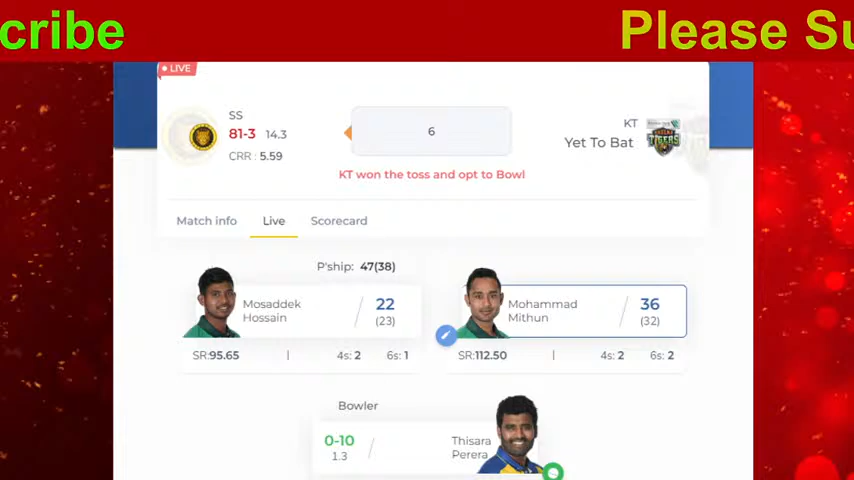 cribe
Please Su
LIVE
SS
81-3 14.3
CRR : 5.59
6
KT
Yet To Bat
TIGERS
KT won the toss and opt to Bowl
Match info Live Scorecard
P'ship: 47(38)
Mosaddek
Hossain
22
(23)
SR:95.65 | 4s: 2 6s: 1
Mohammad
Mithun
36
(32)
SR:112.50 | 4s: 2 6s: 2
Bowler
0-10
1.3
Thisara
Perera